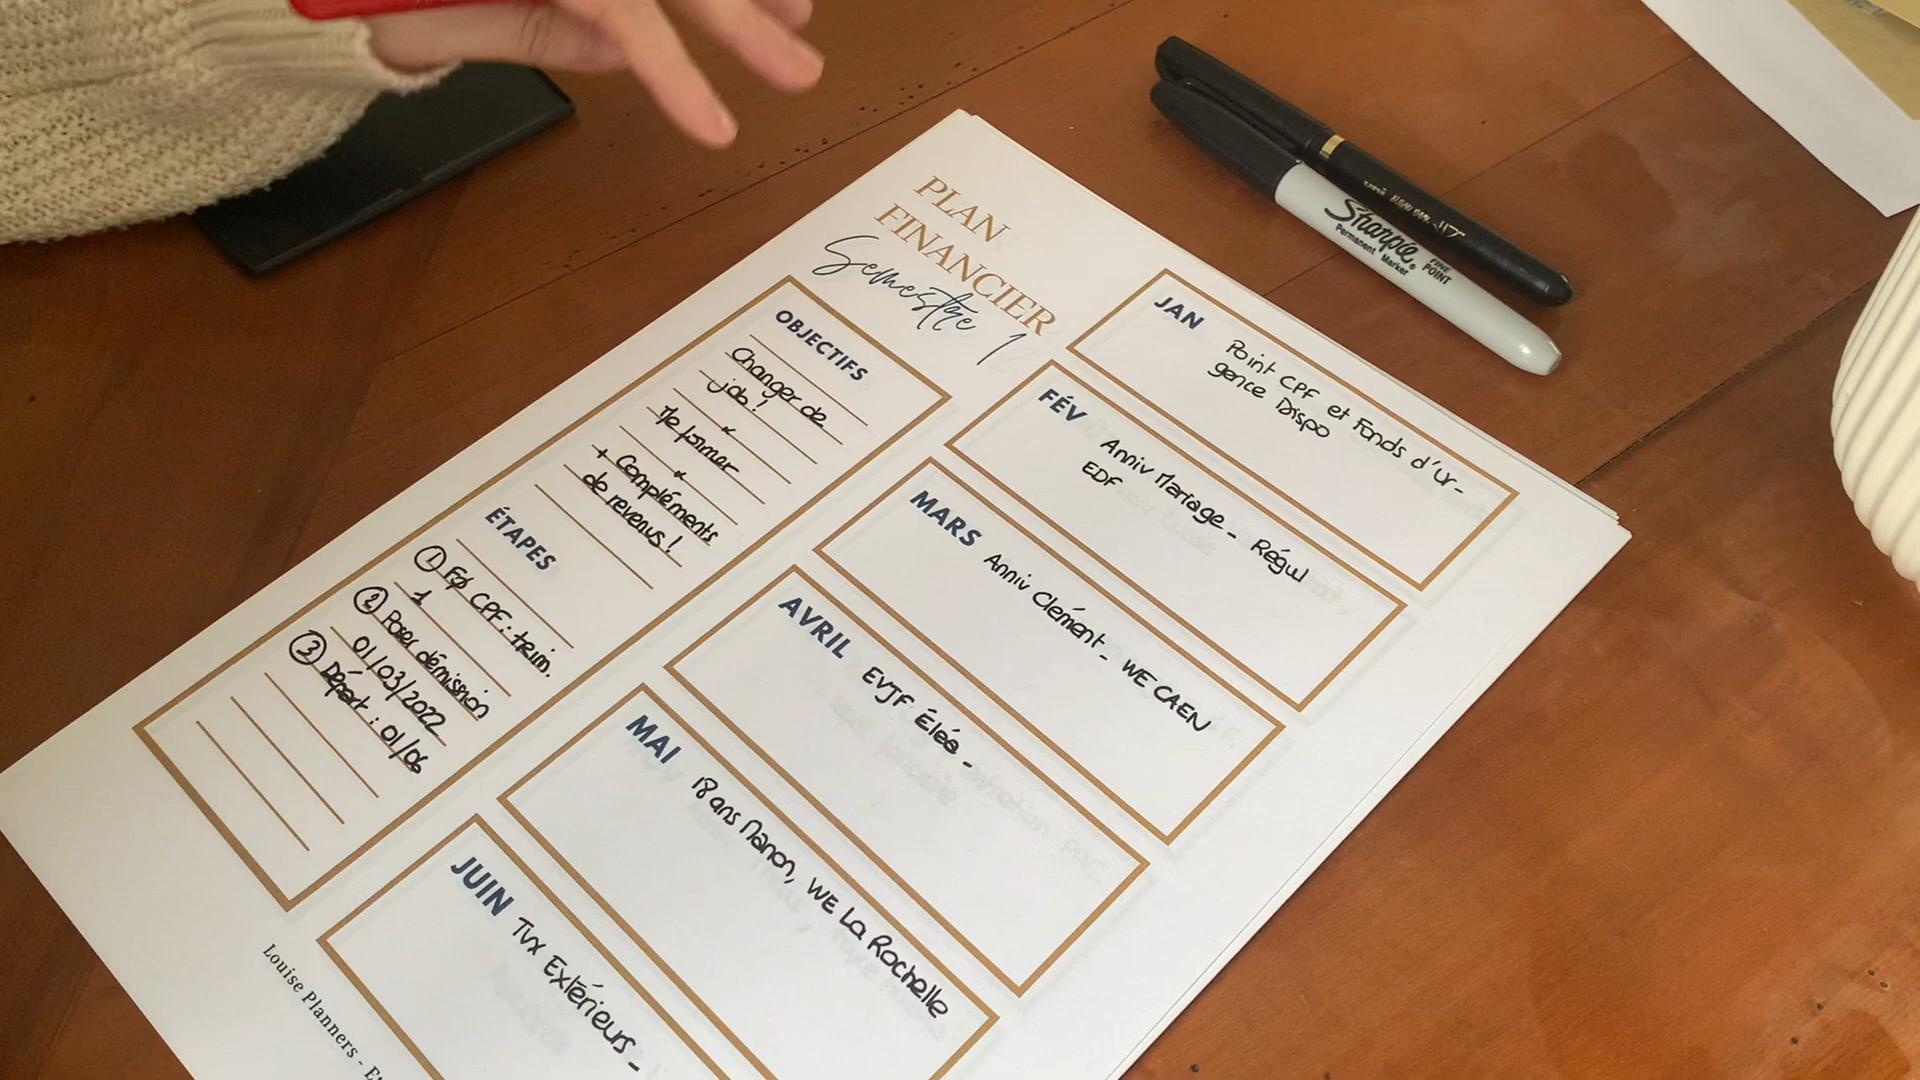 PLAN
FINANCIER
Semestre 1
OBJECTIFS
Changer de
job !
Me former
+ Compléments
de revenus !
ÉTAPES
① CPF : trim.
1
② Poser démission
01/03/2022
③ Départ : 01/06
JAN
Point CPF et Fonds d'Ur-
gence Dispo
FÉV
Anniv Mariage - Régul
EDF
MARS
Anniv Clément - WE CAEN
AVRIL
EVJF Éléa -
MAI
18 ans Manon, WE La Rochelle
JUIN
Tvx Extérieurs -
Louise Planners -
Sharpie
FINE
POINT
Permanent Marker